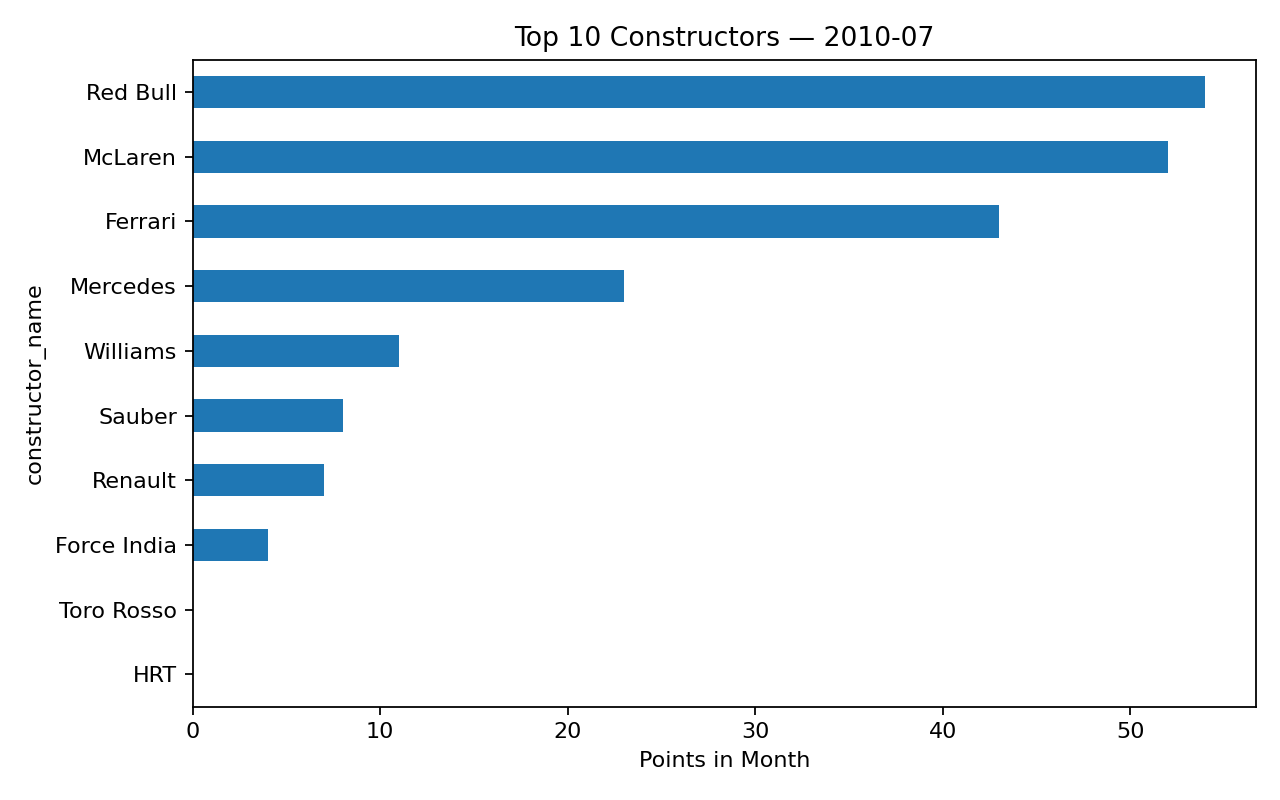 Top 10 Constructors — 2010-07
constructor_name
Red Bull
McLaren
Ferrari
Mercedes
Williams
Sauber
Renault
Force India
Toro Rosso
HRT
0 10 20 30 40 50
Points in Month